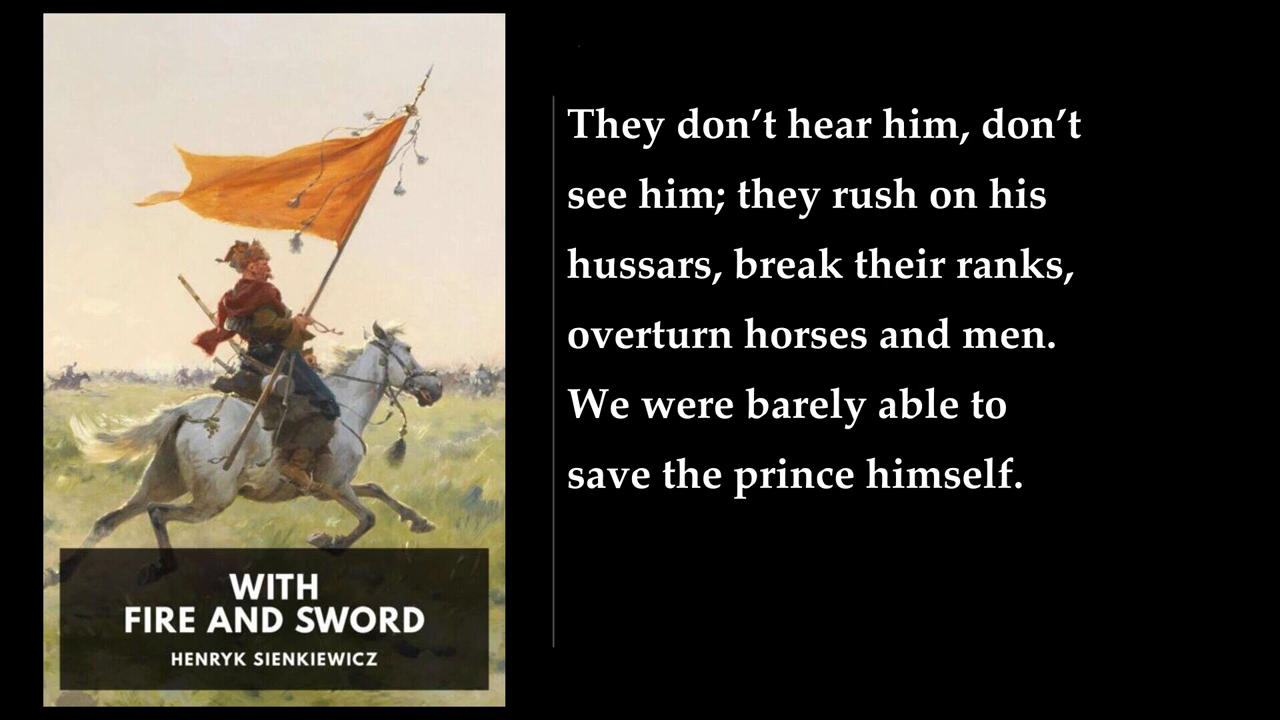 WITH
FIRE AND SWORD
HENRYK SIENKIEWICZ
They don’t hear him, don’t
see him; they rush on his
hussars, break their ranks,
overturn horses and men.
We were barely able to
save the prince himself.